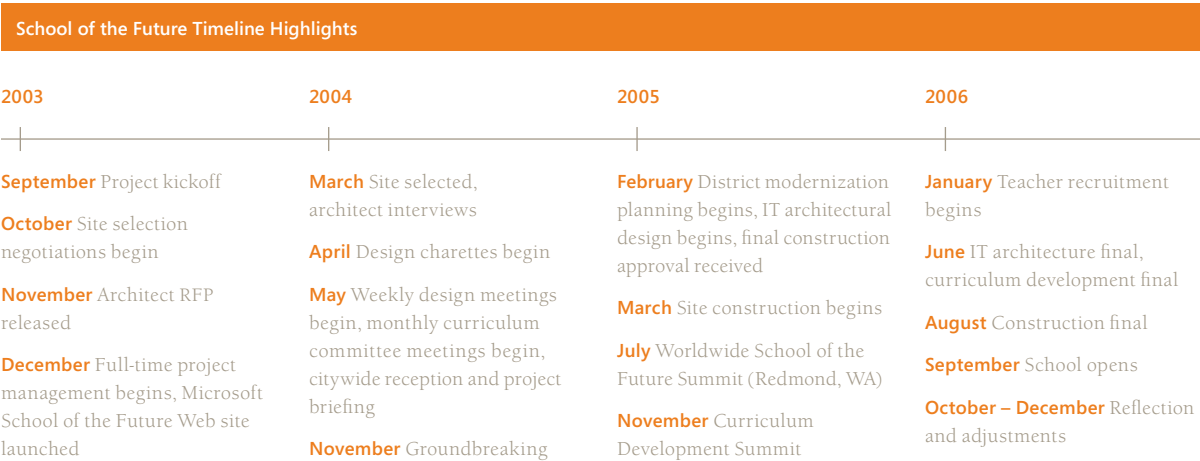 School of the Future Timeline Highlights
2003
September Project kickoff
October Site selection
negotiations begin
November Architect RFP
released
December Full-time project
management begins, Microsoft
School of the Future Web site
launched
2004
March Site selected,
architect interviews
April Design charettes begin
May Weekly design meetings
begin, monthly curriculum
committee meetings begin,
citywide reception and project
briefing
November Groundbreaking
2005
February District modernization
planning begins, IT architectural
design begins, final construction
approval received
March Site construction begins
July Worldwide School of the
Future Summit (Redmond, WA)
November Curriculum
Development Summit
2006
January Teacher recruitment
begins
June IT architecture final,
curriculum development final
August Construction final
September School opens
October – December Reflection
and adjustments